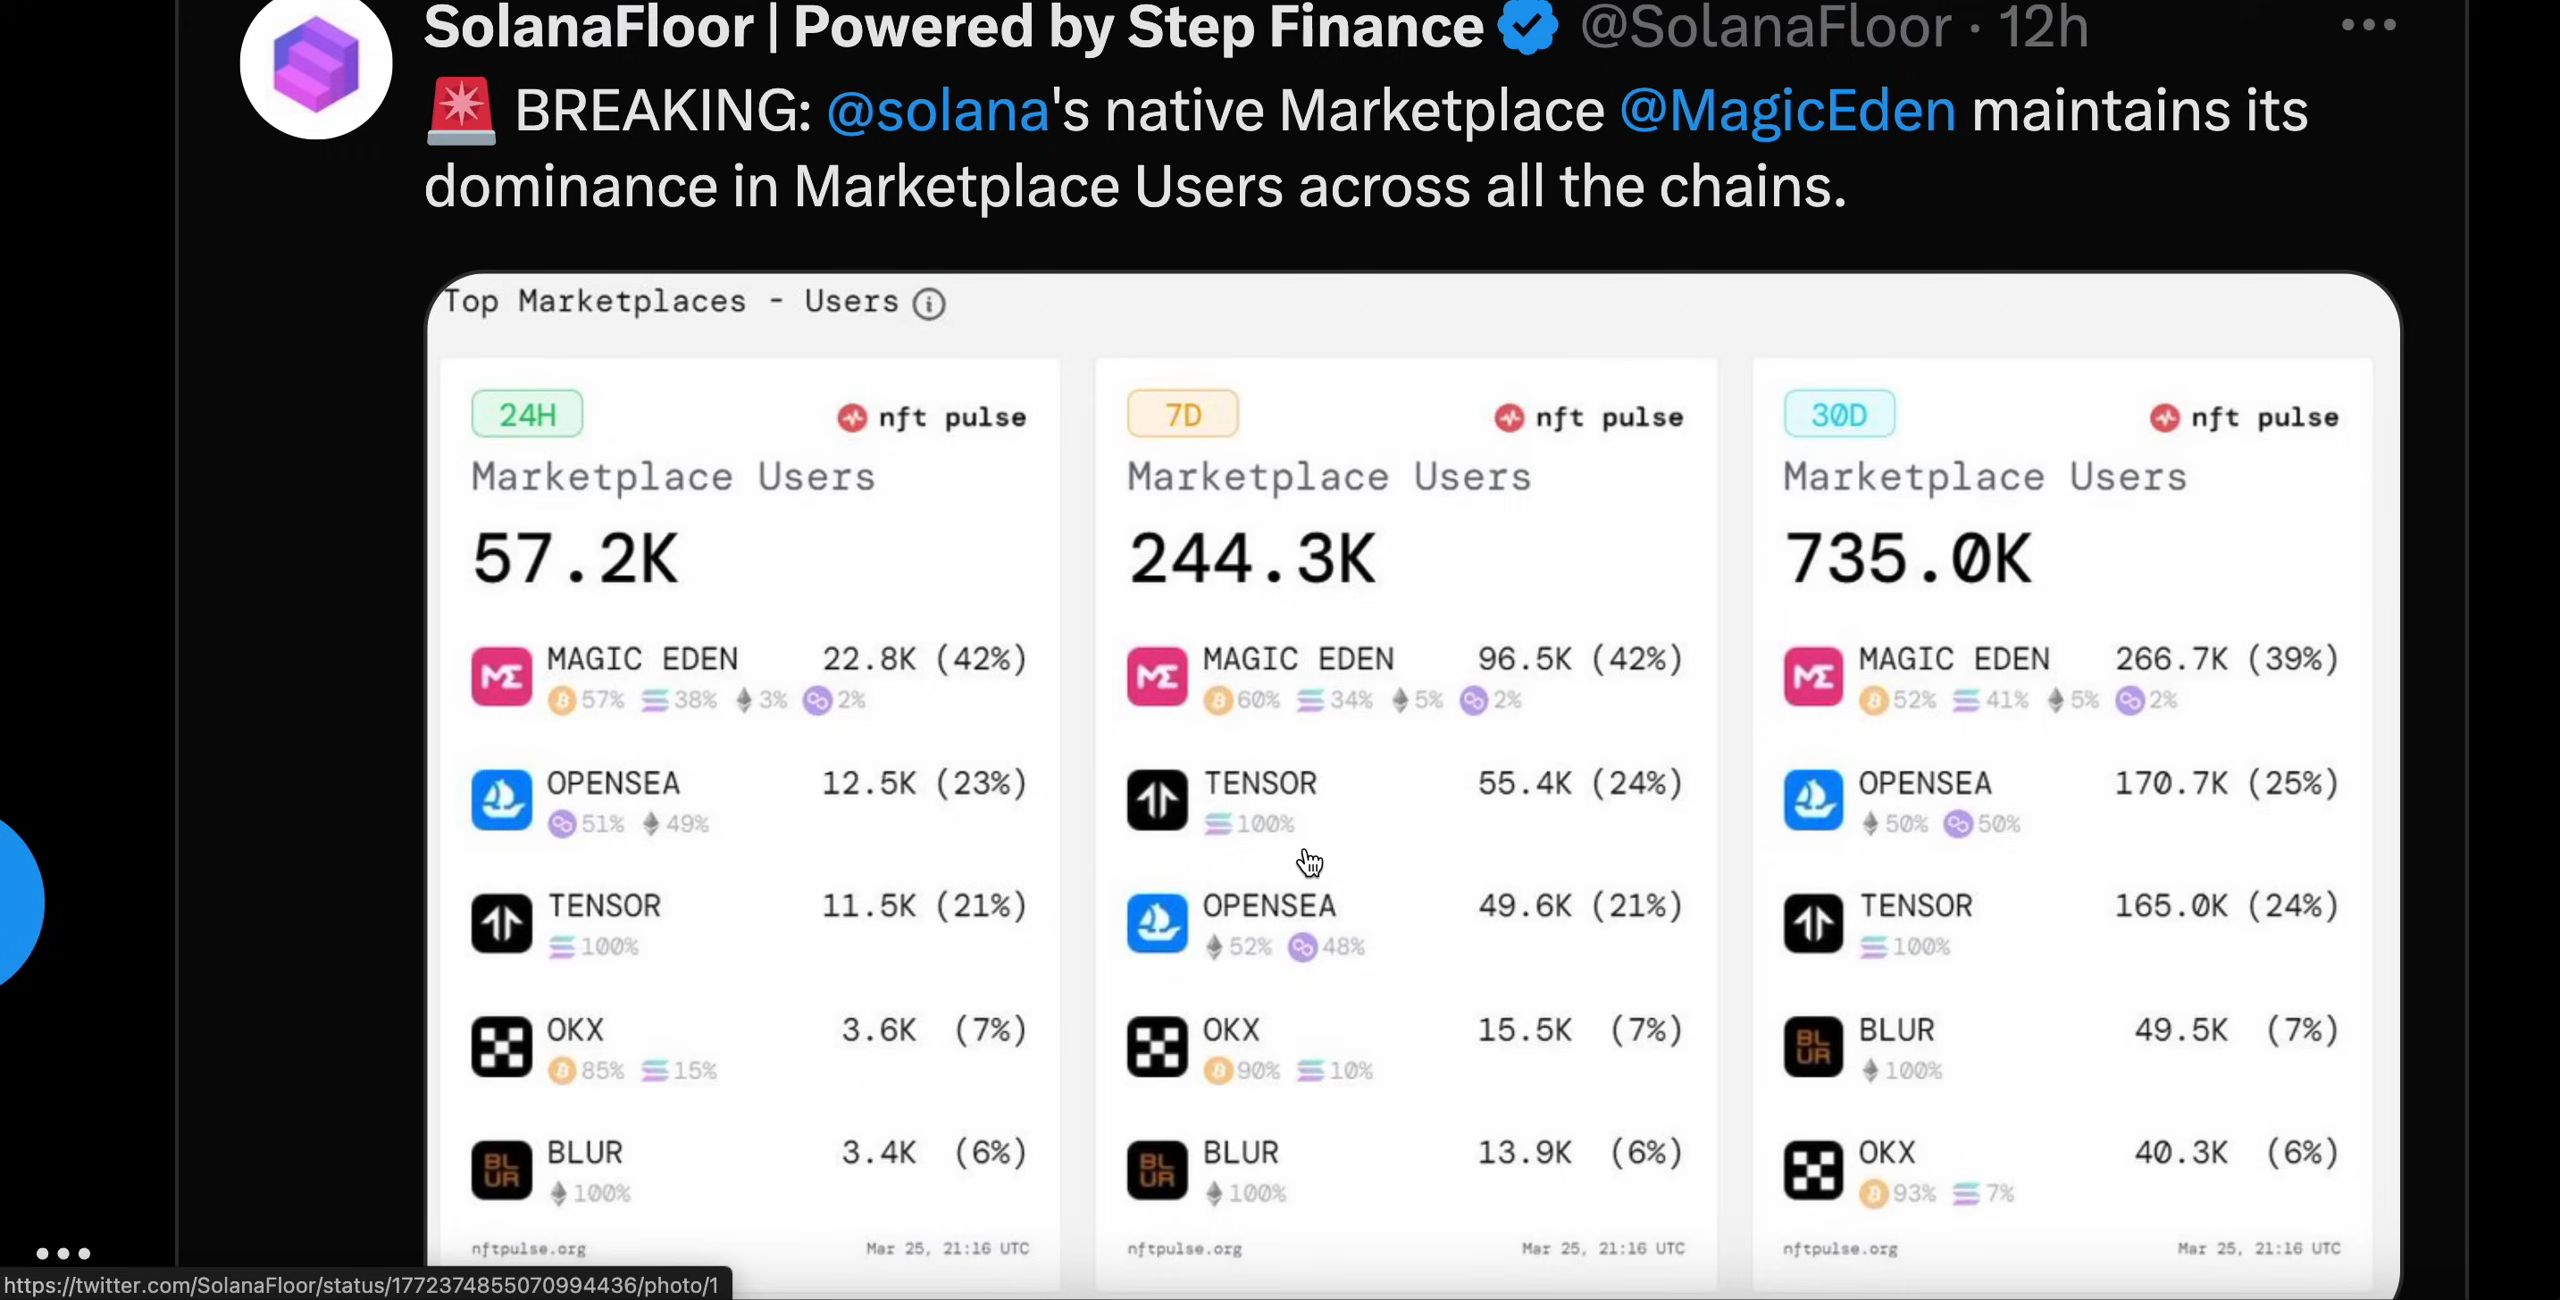 SolanaFloor | Powered by Step Finance @SolanaFloor · 12h
BREAKING: @solana's native Marketplace @MagicEden maintains its
dominance in Marketplace Users across all the chains.
Top Marketplaces - Users
24H
nft pulse
Marketplace Users
57.2K
MAGIC EDEN 22.8K (42%)
57% 38% 3% 2%
OPENSEA 12.5K (23%)
51% 49%
TENSOR 11.5K (21%)
100%
OKX 3.6K (7%)
85% 15%
BLUR 3.4K (6%)
100%
nftpulse.org Mar 25, 21:16 UTC
7D
nft pulse
Marketplace Users
244.3K
MAGIC EDEN 96.5K (42%)
60% 34% 5% 2%
TENSOR 55.4K (24%)
100%
OPENSEA 49.6K (21%)
52% 48%
OKX 15.5K (7%)
90% 10%
BLUR 13.9K (6%)
100%
nftpulse.org Mar 25, 21:16 UTC
30D
nft pulse
Marketplace Users
735.0K
MAGIC EDEN 266.7K (39%)
52% 41% 5% 2%
OPENSEA 170.7K (25%)
50% 50%
TENSOR 165.0K (24%)
100%
BLUR 49.5K (7%)
100%
OKX 40.3K (6%)
93% 7%
nftpulse.org Mar 25, 21:16 UTC
https://twitter.com/SolanaFloor/status/1772374855070994436/photo/1